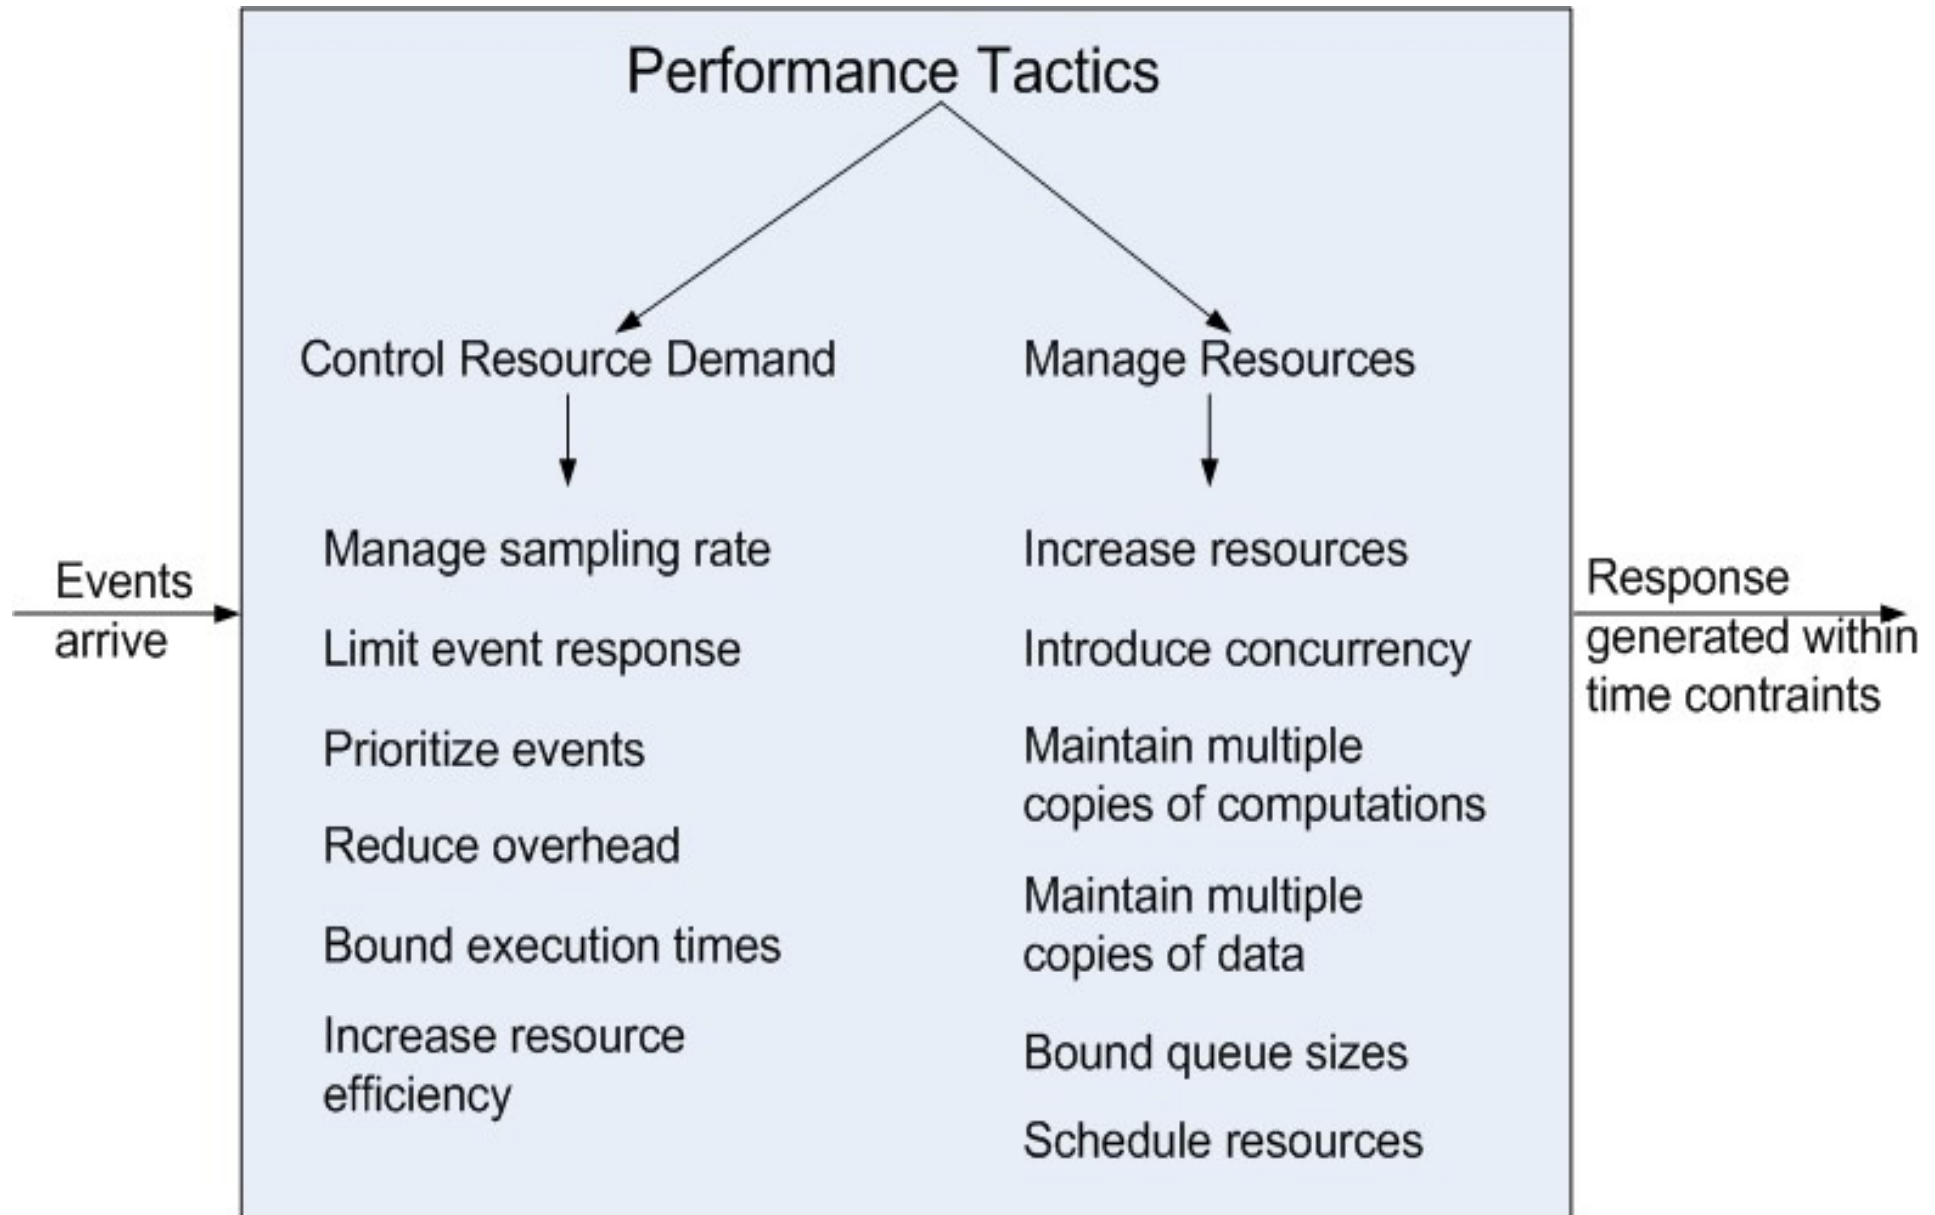 Performance Tactics
Control Resource Demand
Manage sampling rate
Limit event response
Prioritize events
Reduce overhead
Bound execution times
Increase resource
efficiency
Manage Resources
Increase resources
Introduce concurrency
Maintain multiple
copies of computations
Maintain multiple
copies of data
Bound queue sizes
Schedule resources
Events
arrive
Response
generated within
time contraints